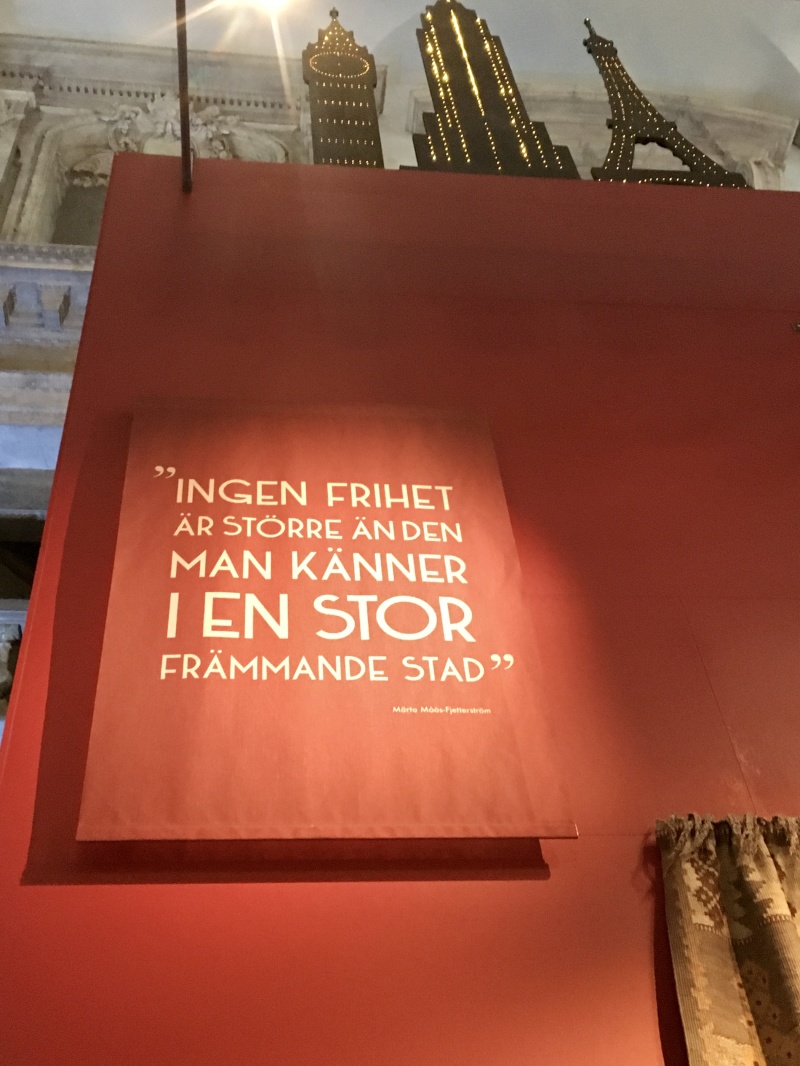 ”INGEN FRIHET
ÄR STÖRRE ÄN DEN
MAN KÄNNER
I EN STOR
FRÄMMANDE STAD”
Märta Måås-Fjetterström